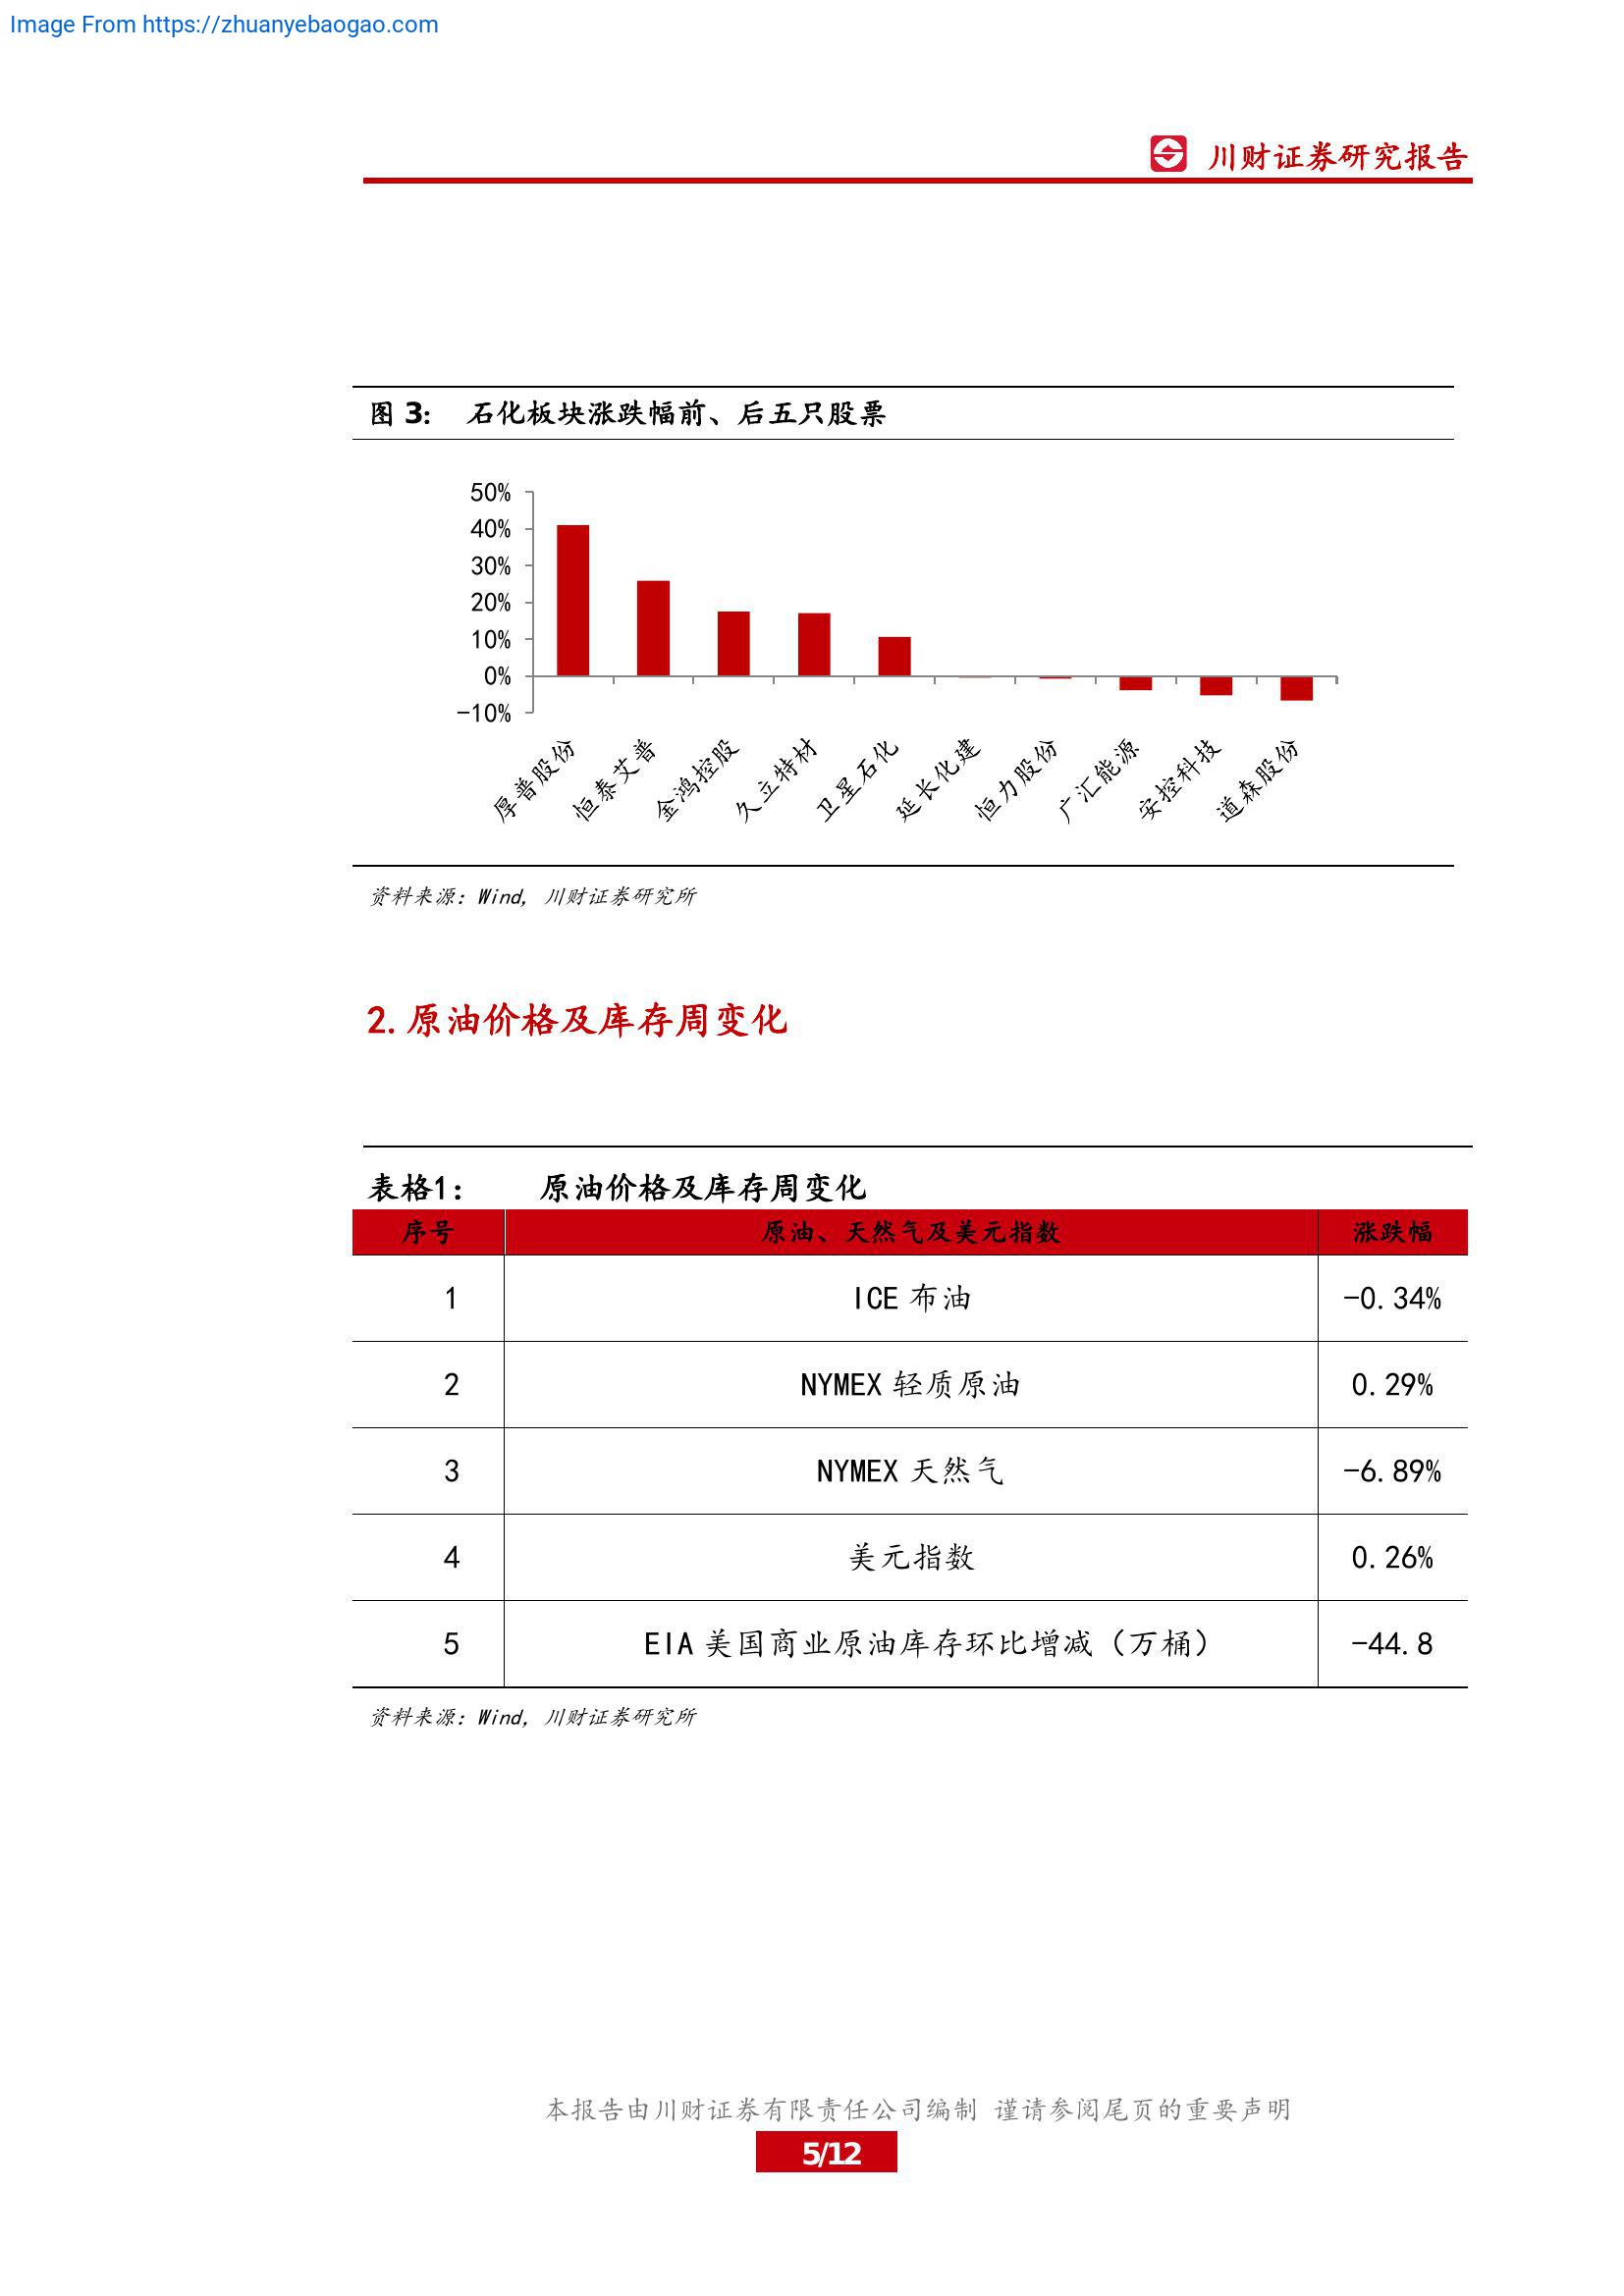 Image From https://zhuanyebaogao.com
川财证券研究报告
图 3: 石化板块涨跌幅前、后五只股票
50%
40%
30%
20%
10%
0%
-10%
厚普股份
恒泰艾普
金鸿控股
久立特材
卫星石化
延长化建
恒力股份
广汇能源
安控科技
道森股份
资料来源：Wind, 川财证券研究所
2.原油价格及库存周变化
表格1： 原油价格及库存周变化
序号 原油、天然气及美元指数 涨跌幅
1 ICE 布油 -0.34%
2 NYMEX 轻质原油 0.29%
3 NYMEX 天然气 -6.89%
4 美元指数 0.26%
5 EIA 美国商业原油库存环比增减（万桶） -44.8
资料来源：Wind, 川财证券研究所
本报告由川财证券有限责任公司编制 谨请参阅尾页的重要声明
5/12